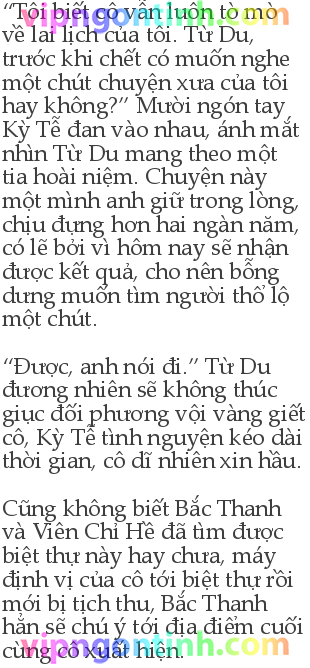 “Tôi biết cô vẫn luôn tò mò
về lai lịch của tôi. Từ Du,
trước khi chết có muốn nghe
một chút chuyện xưa của tôi
hay không?” Mười ngón tay
Kỳ Tễ đan vào nhau, ánh mắt
nhìn Từ Du mang theo một
tia hoài niệm. Chuyện này
một mình anh giữ trong lòng,
chịu đựng hơn hai ngàn năm,
có lẽ bởi vì hôm nay sẽ nhận
được kết quả, cho nên bỗng
dưng muốn tìm người thổ lộ
một chút.
“Được, anh nói đi.” Từ Du
đương nhiên sẽ không thúc
giục đối phương vội vàng giết
cô, Kỳ Tễ tình nguyện kéo dài
thời gian, cô dĩ nhiên xin hầu.
Cũng không biết Bắc Thanh
và Viên Chỉ Hề đã tìm được
biệt thự này hay chưa, máy
định vị của cô tới biệt thự rồi
mới bị tịch thu, Bắc Thanh
hẳn sẽ chú ý tới địa điểm cuối
cùng cô xuất hiện.
vipngontinh.com
vipngontinh.com